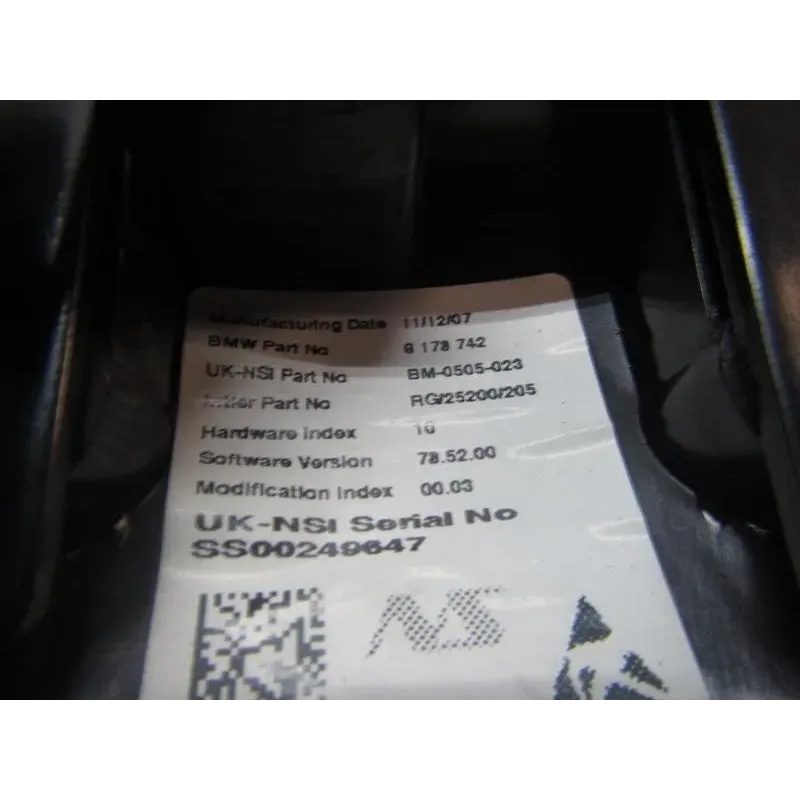 Manufacturing Date 11/12/07
BMW Part No 9 178 742
UK-NSI Part No BM-0505-023
Part No RG/25200/205
Hardware Index 10
Software Version 78.52.00
Modification Index 00.03
UK-NSI Serial No
SS00249647
NS